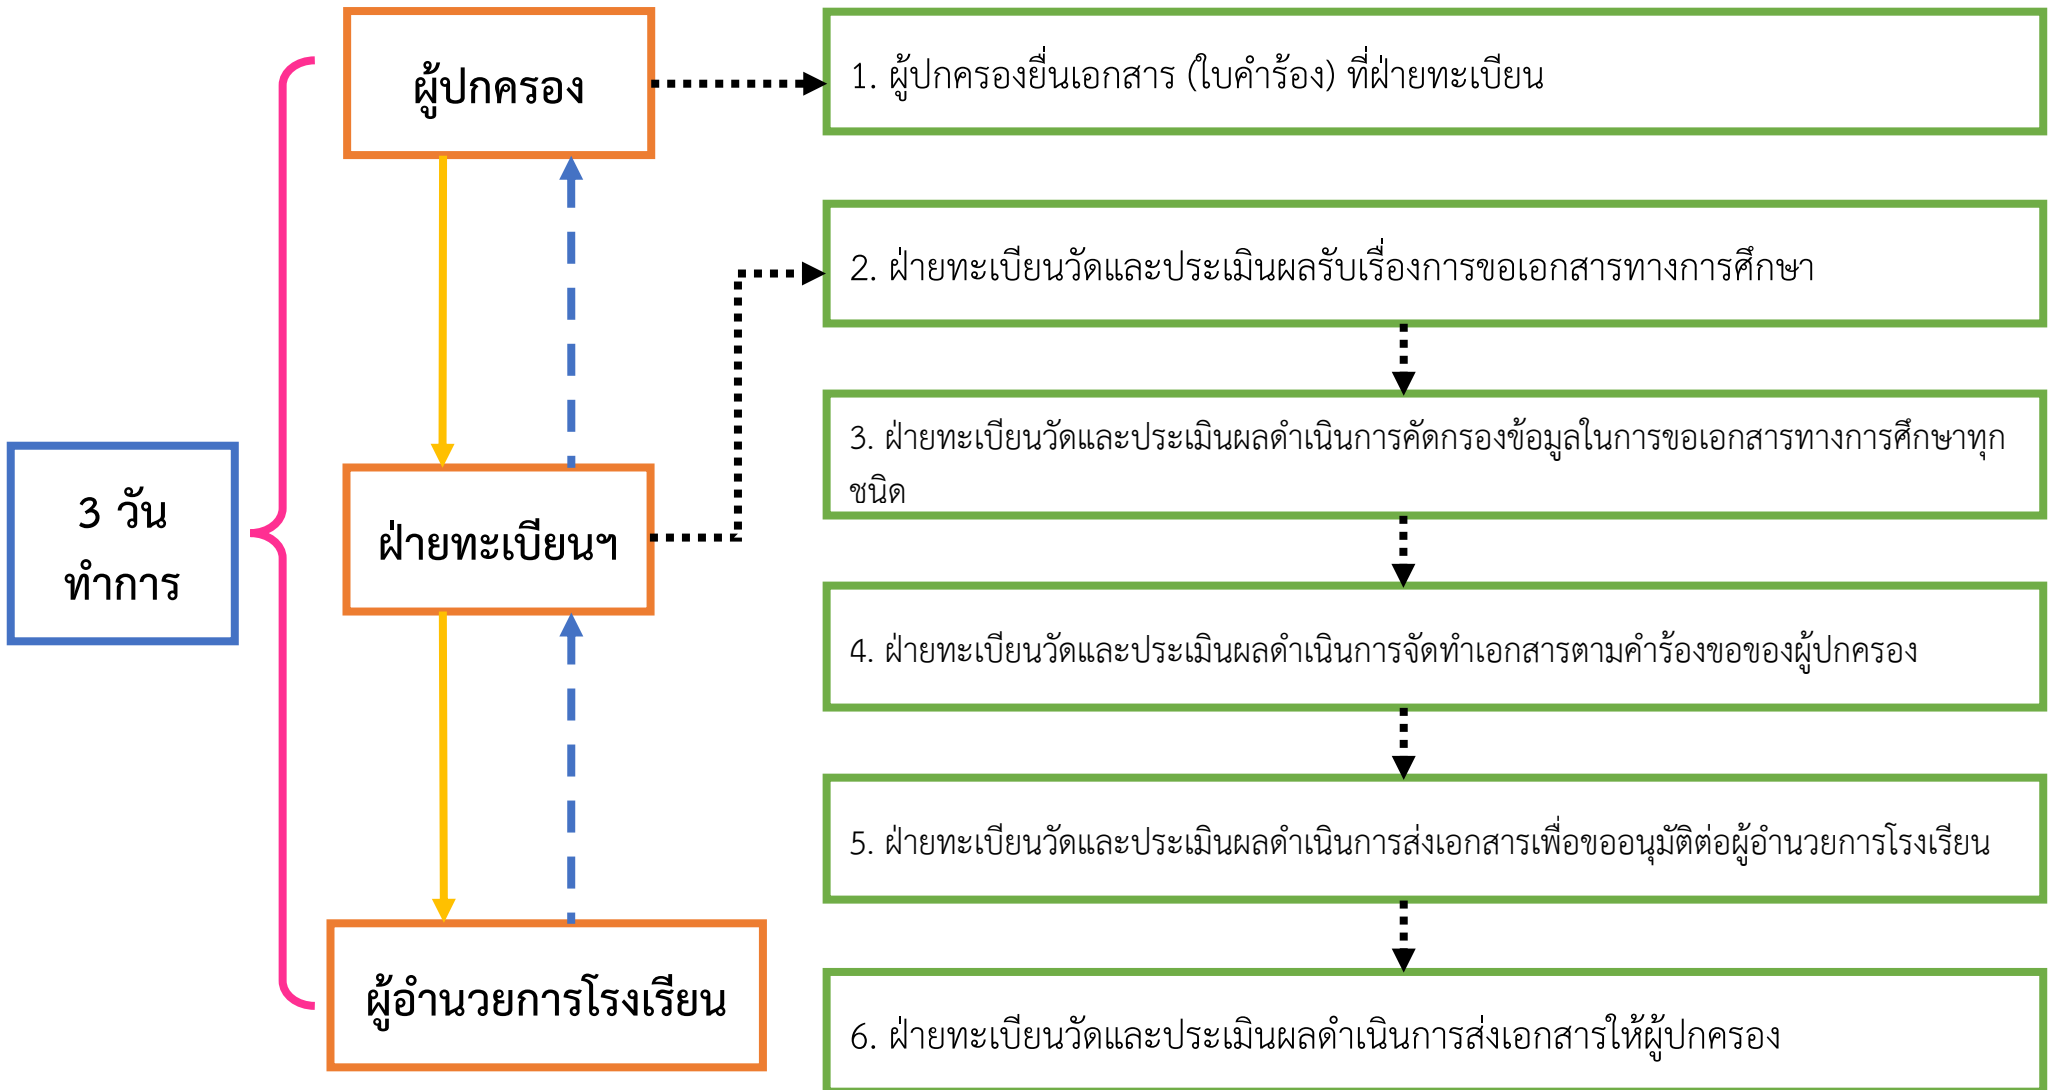 ผู้ปกครอง
1. ผู้ปกครองยื่นเอกสาร (ใบคำร้อง) ที่ฝ่ายทะเบียน
2. ฝ่ายทะเบียนวัดและประเมินผลรับเรื่องการขอเอกสารทางการศึกษา
3. ฝ่ายทะเบียนวัดและประเมินผลดำเนินการคัดกรองข้อมูลในการขอเอกสารทางการศึกษาทุก
ชนิด
3 วัน
ทำการ
ฝ่ายทะเบียนฯ
4. ฝ่ายทะเบียนวัดและประเมินผลดำเนินการจัดทำเอกสารตามคำร้องขอของผู้ปกครอง
5. ฝ่ายทะเบียนวัดและประเมินผลดำเนินการส่งเอกสารเพื่อขออนุมัติต่อผู้อำนวยการโรงเรียน
ผู้อำนวยการโรงเรียน
6. ฝ่ายทะเบียนวัดและประเมินผลดำเนินการส่งเอกสารให้ผู้ปกครอง